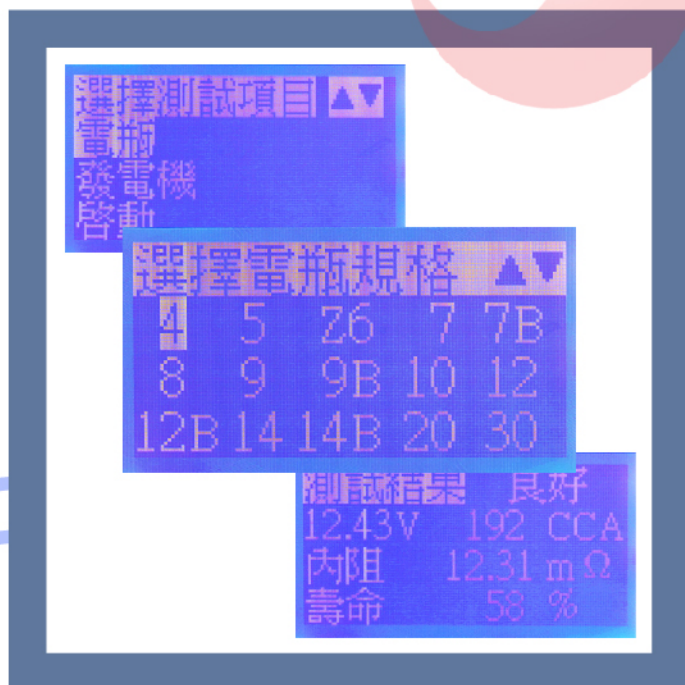 選擇測試項目 ▲▼
電瓶
發電機
啓動
選擇電瓶規格 ▲▼
4 5 Z6 7 7B
8 9 9B 10 12
12B 14 14B 20 30
測試結果 良好
12.43V 192 CCA
內阻 12.31 mΩ
壽命 58 %